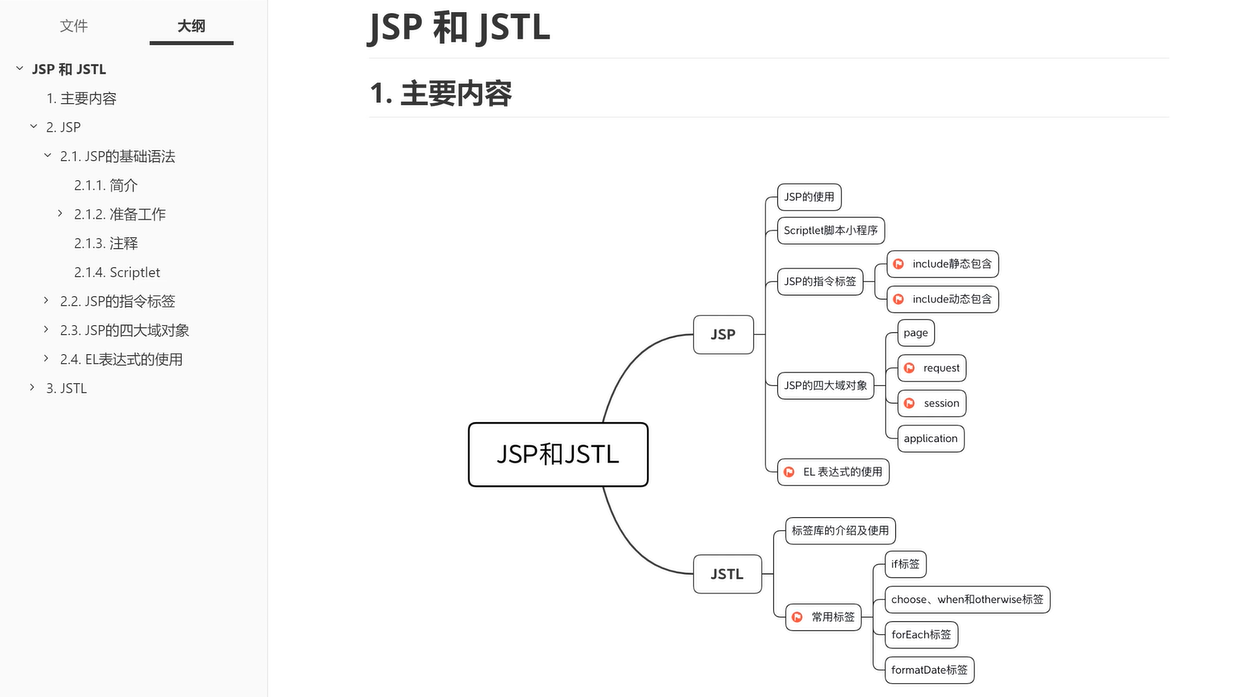 文件 大纲
JSP 和 JSTL
1. 主要内容
2. JSP
2.1. JSP的基础语法
2.1.1. 简介
2.1.2. 准备工作
2.1.3. 注释
2.1.4. Scriptlet
2.2. JSP的指令标签
2.3. JSP的四大域对象
2.4. EL表达式的使用
3. JSTL
JSP 和 JSTL
1. 主要内容
JSP和JSTL
JSP
JSP的使用
Scriptlet脚本小程序
JSP的指令标签
include静态包含
include动态包含
JSP的四大域对象
page
request
session
application
EL 表达式的使用
JSTL
标签库的介绍及使用
常用标签
if标签
choose、when和otherwise标签
forEach标签
formatDate标签